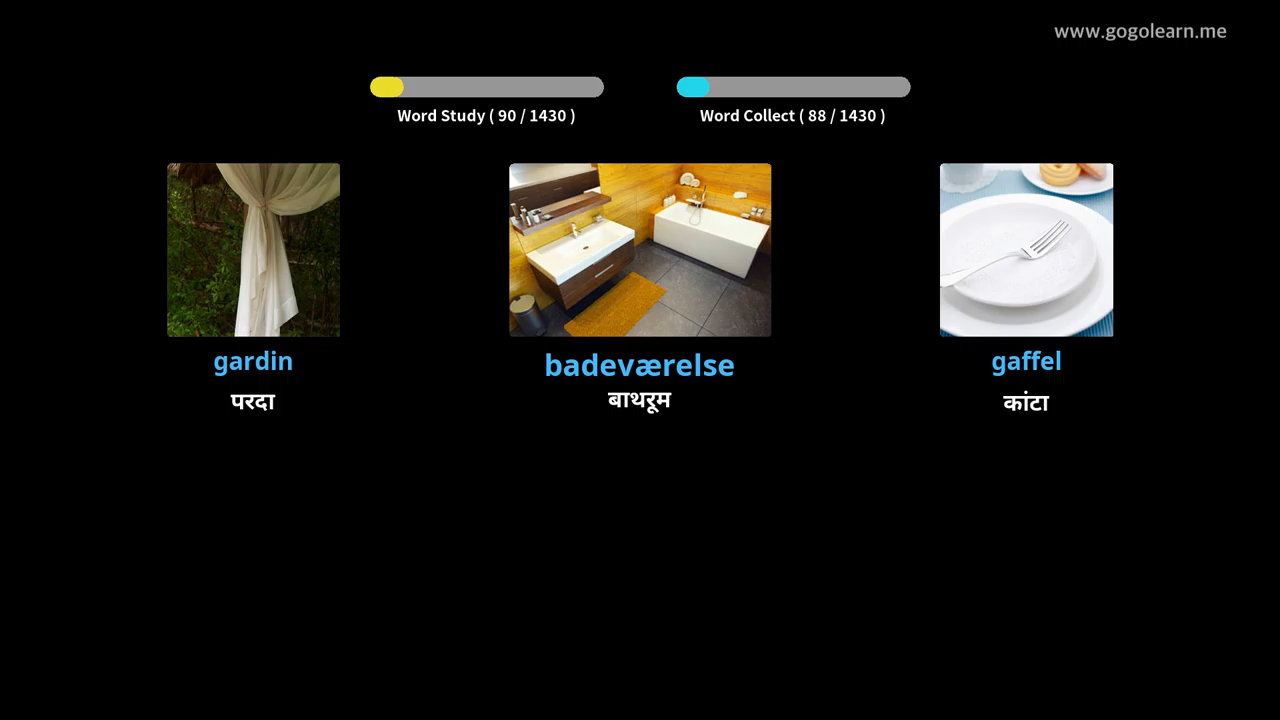 www.gogolearn.me
Word Study ( 90 / 1430 )
Word Collect ( 88 / 1430 )
gardin
badeværelse
gaffel
परदा
बाथरूम
कांटा